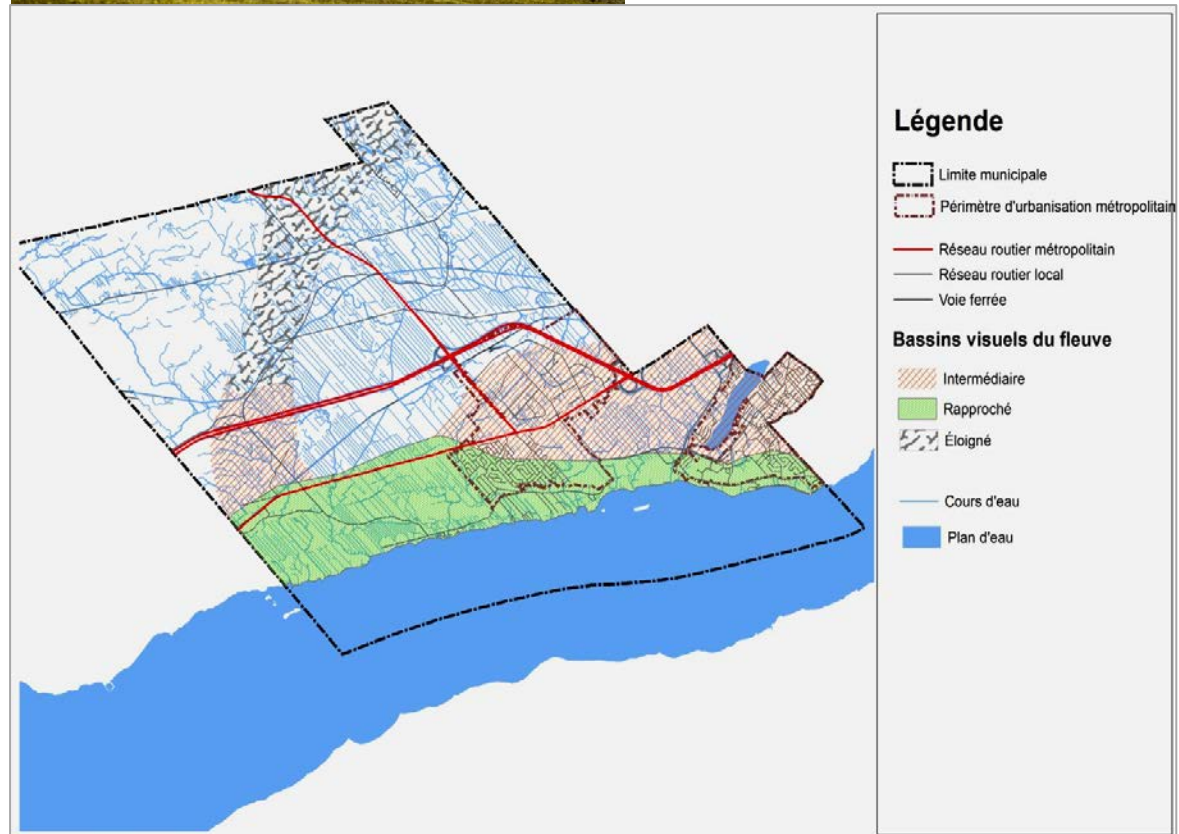 Légende
Limite municipale
Périmètre d'urbanisation métropolitain
Réseau routier métropolitain
Réseau routier local
Voie ferrée
Bassins visuels du fleuve
Intermédiaire
Rapproché
Éloigné
Cours d'eau
Plan d'eau